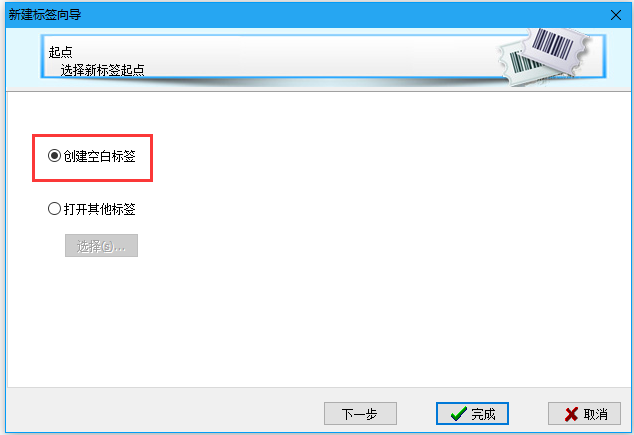 新建标签向导
起点
选择新标签起点
创建空白标签
打开其他标签
选择(S)...
下一步
完成
取消